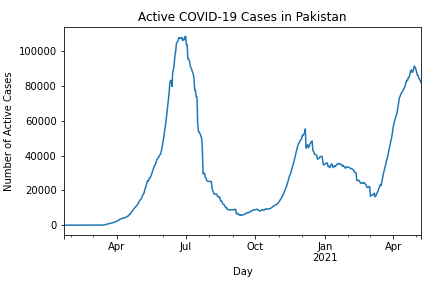 Active COVID-19 Cases in Pakistan
Number of Active Cases
100000
80000
60000
40000
20000
0
Apr
Jul
Oct
Jan
2021
Apr
Day